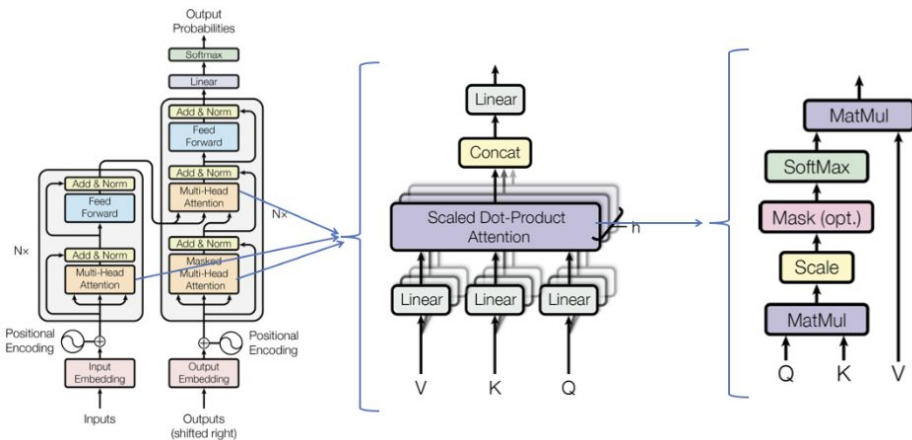 Output
Probabilities
Softmax
Linear
Add & Norm
Feed
Forward
Add & Norm
Multi-Head
Attention
Nx
Add & Norm
Masked
Multi-Head
Attention
Positional
Encoding
Output
Embedding
Outputs
(shifted right)
Add & Norm
Feed
Forward
Nx
Add & Norm
Multi-Head
Attention
Positional
Encoding
Input
Embedding
Inputs
Linear
Concat
Scaled Dot-Product
Attention
h
Linear
Linear
Linear
V
K
Q
MatMul
SoftMax
Mask (opt.)
Scale
MatMul
Q
K
V